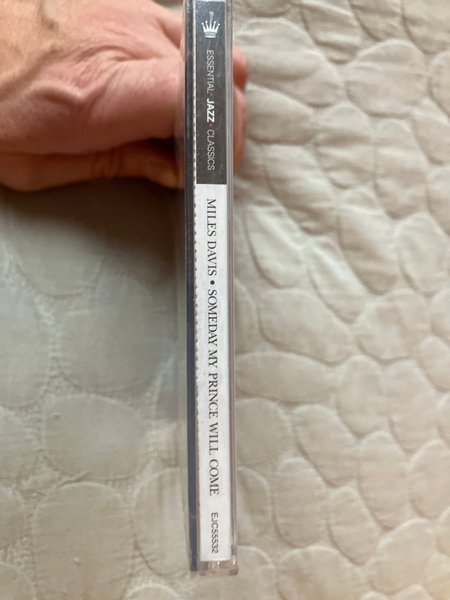 ESSENTIAL · JAZZ · CLASSICS
MILES DAVIS • SOMEDAY MY PRINCE WILL COME
EJC55532